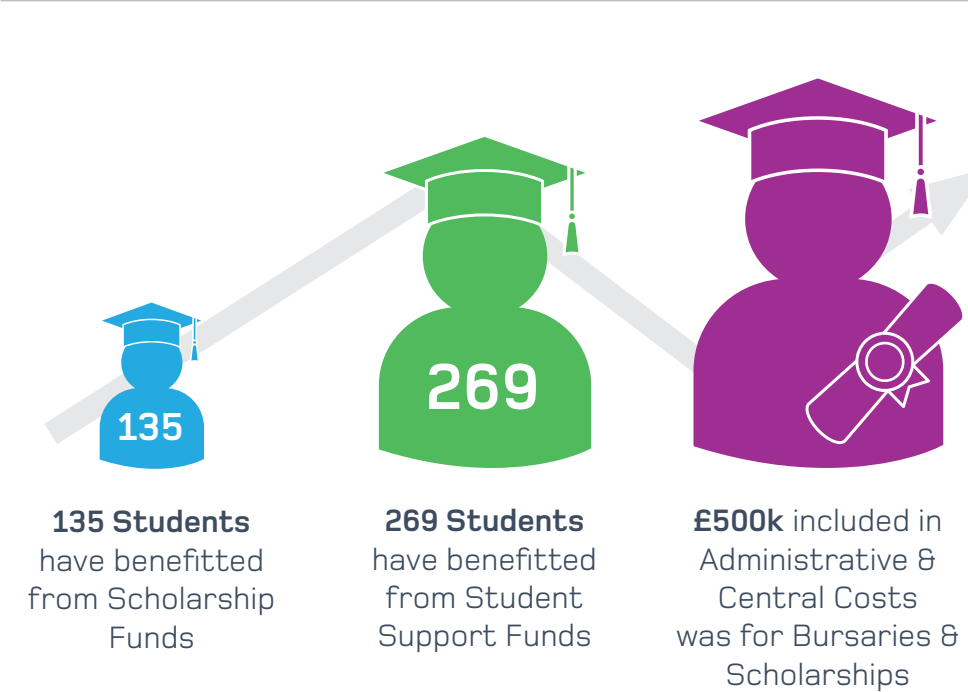 135
269
135 Students
have benefitted
from Scholarship
Funds
269 Students
have benefitted
from Student
Support Funds
£500k included in
Administrative &
Central Costs
was for Bursaries &
Scholarships